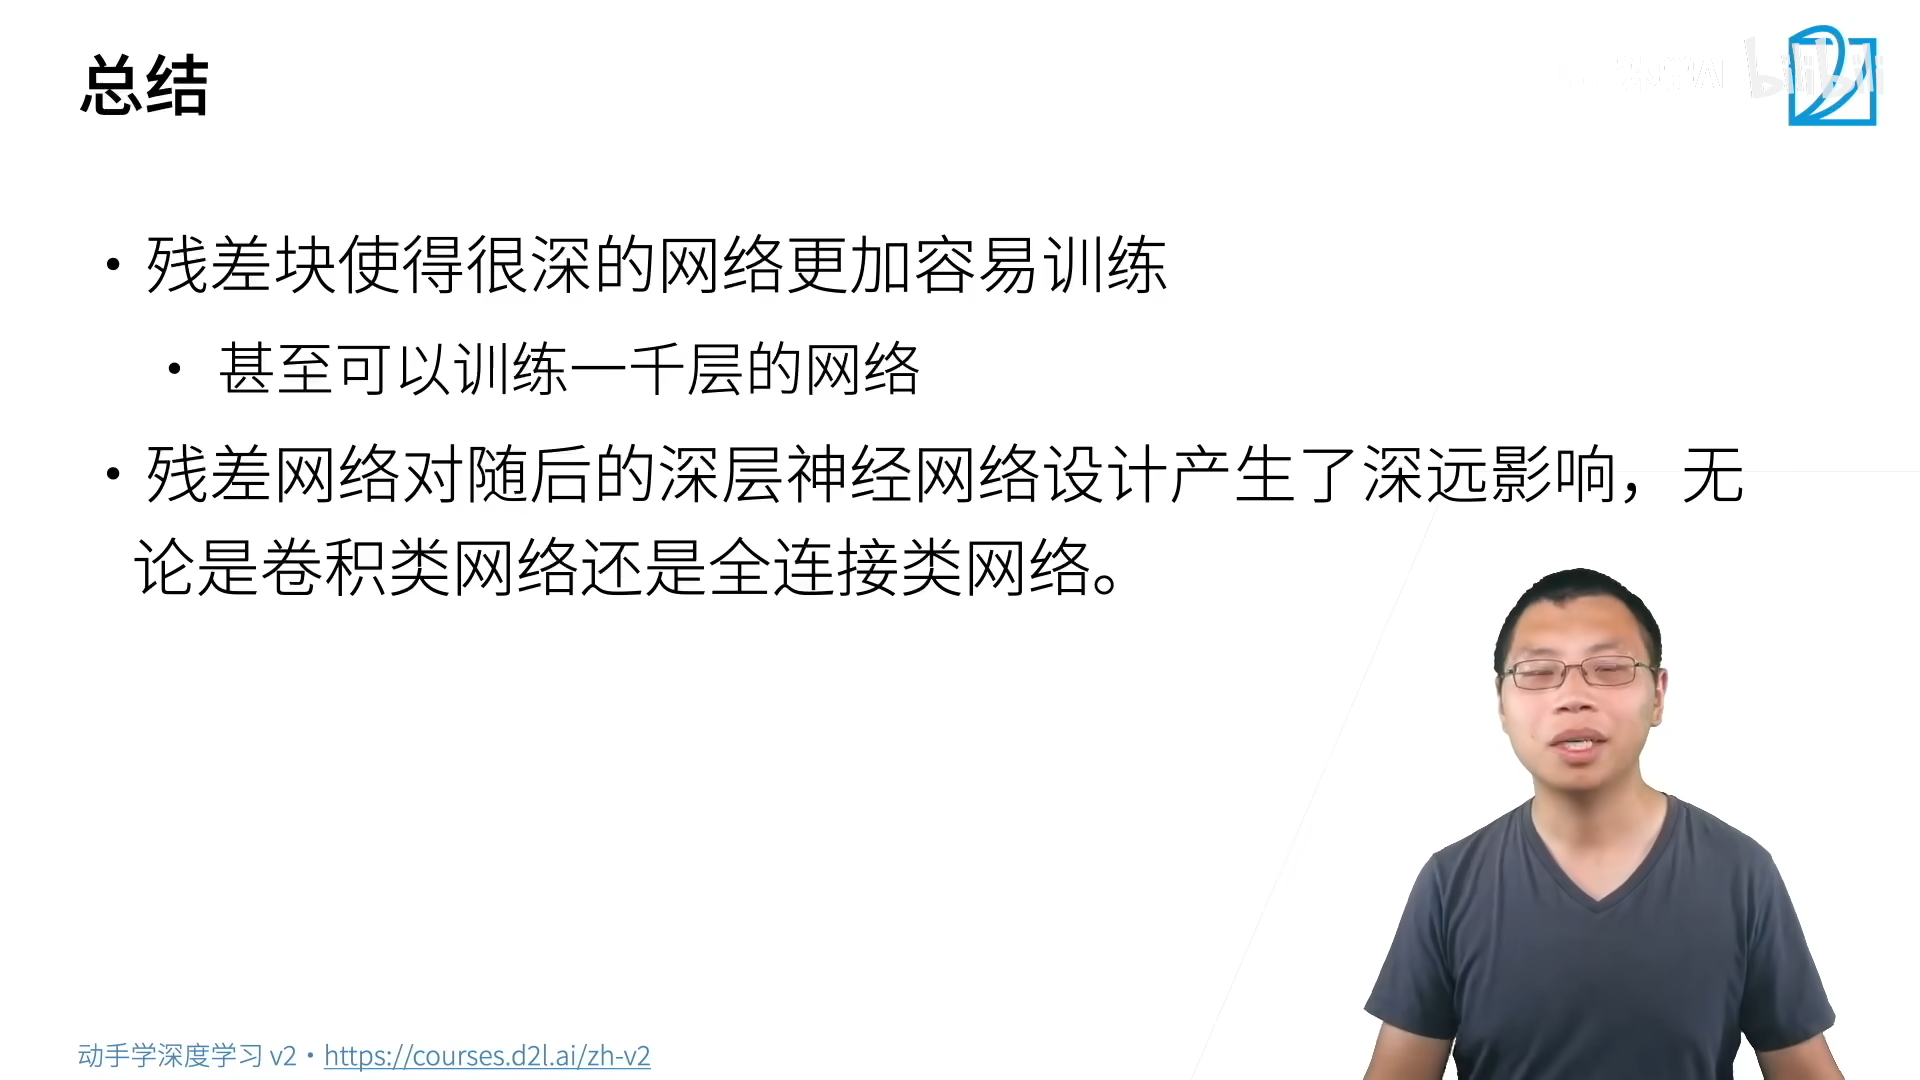 总结
bilibili
• 残差块使得很深的网络更加容易训练
• 甚至可以训练一千层的网络
• 残差网络对随后的深层神经网络设计产生了深远影响，无
论是卷积类网络还是全连接类网络。
动手学深度学习 v2 • https://courses.d2l.ai/zh-v2